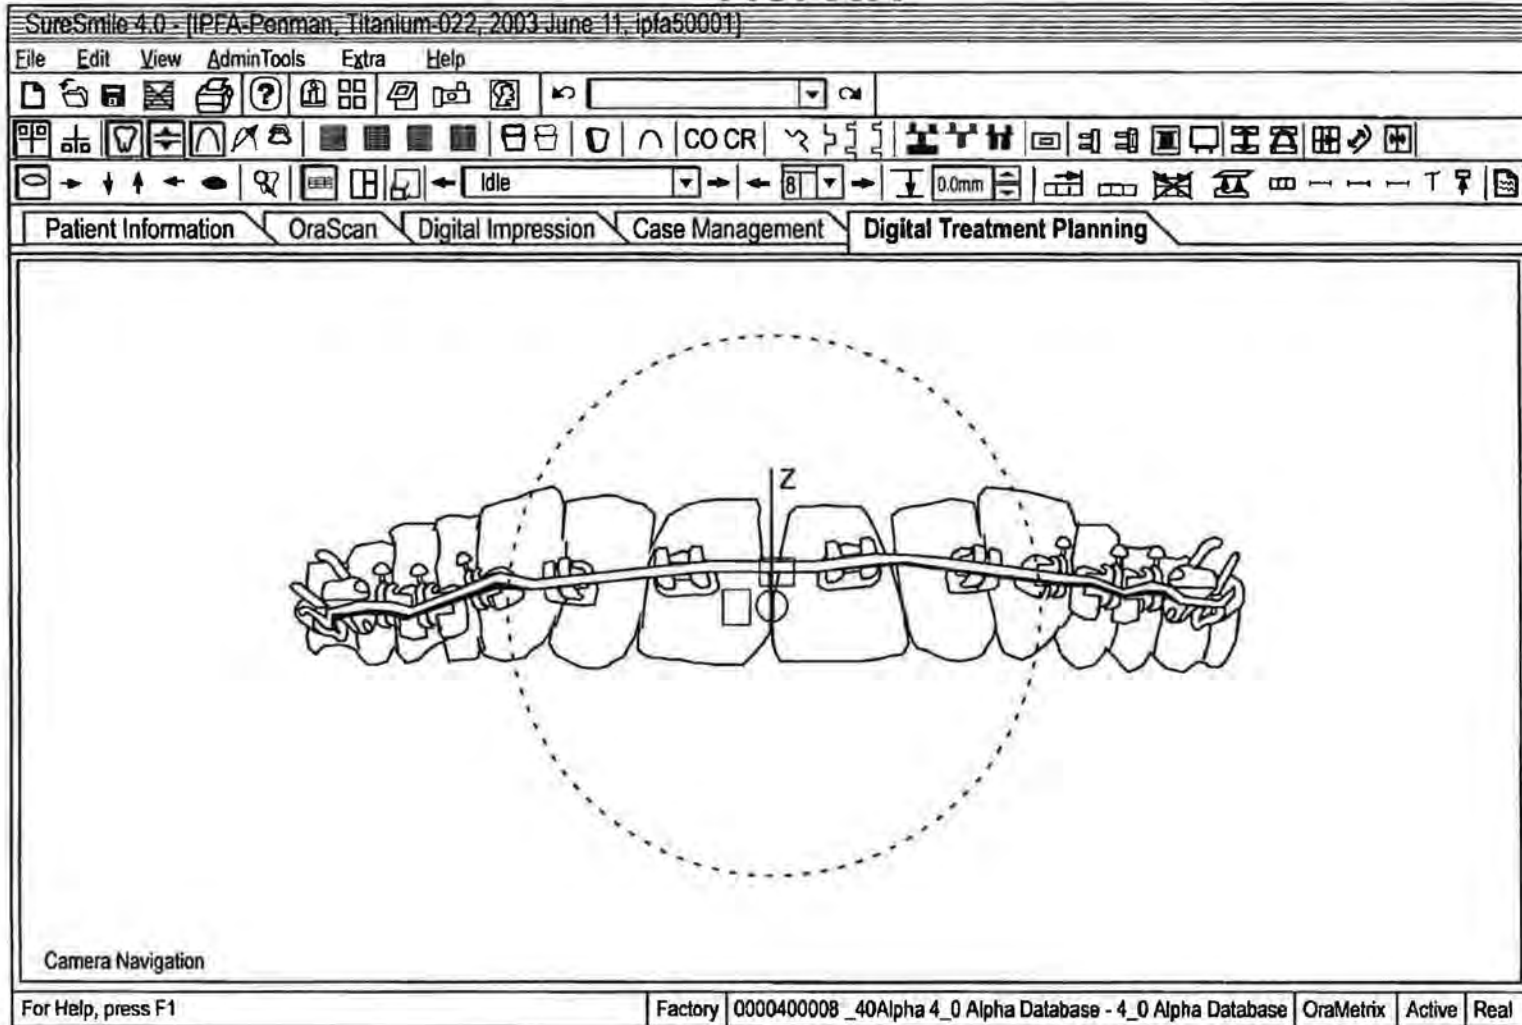 SureSmile 4.0 - [IPFA-Penman, Titanium-022, 2003 June 11, ipfa50001]
File Edit View AdminTools Extra Help
CO CR
Idle 8 0.0mm
Patient Information OraScan Digital Impression Case Management Digital Treatment Planning
Z
Camera Navigation
For Help, press F1 Factory 0000400008_40Alpha 4_0 Alpha Database - 4_0 Alpha Database OraMetrix Active Real